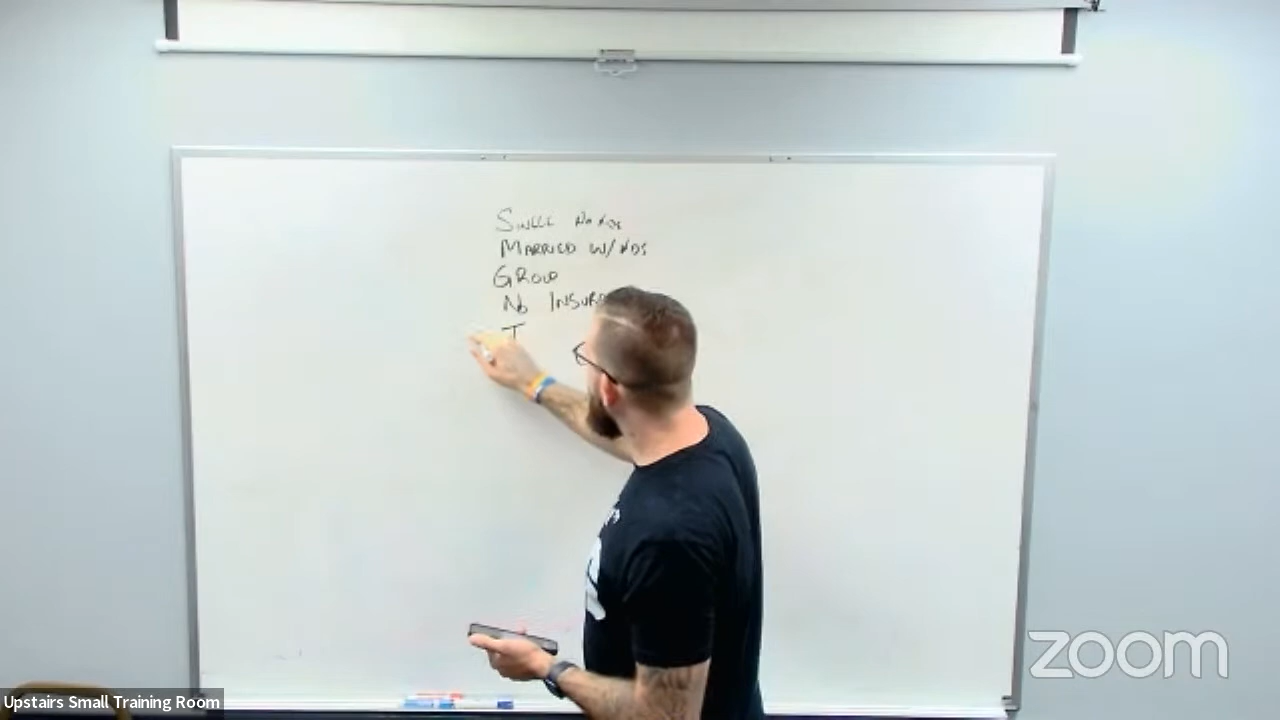 SINGLE NO KIDS
MARRIED W/KIDS
GROUP
NO INSUR
T
zoom
Upstairs Small Training Room